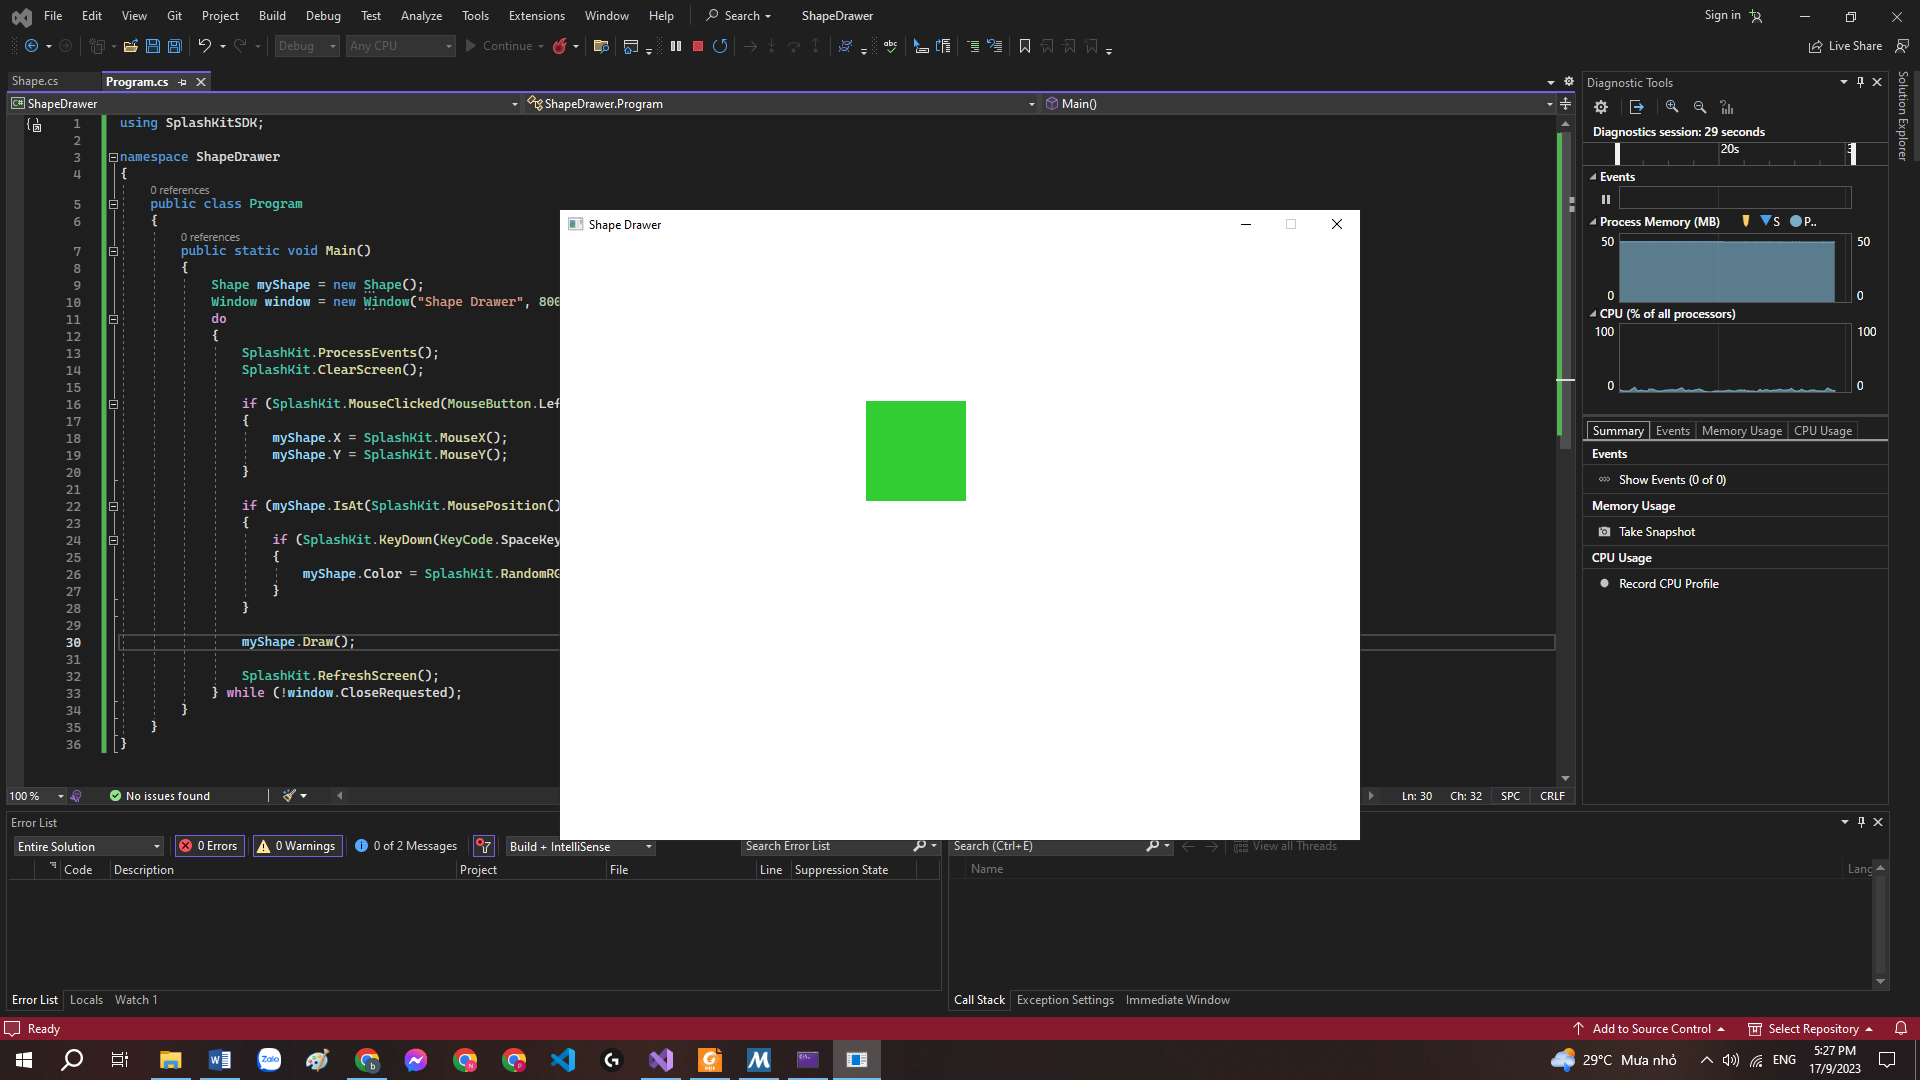 File Edit View Git Project Build Debug Test Analyze Tools Extensions Window Help Search ShapeDrawer Sign in
Debug Any CPU Continue Live Share
Shape.cs Program.cs
ShapeDrawer ShapeDrawer.Program Main()
1 using SplashKitSDK;
2
3 namespace ShapeDrawer
4 {
0 references
5 public class Program
6 {
0 references
7 public static void Main()
8 {
9 Shape myShape = new Shape();
10 Window window = new Window("Shape Drawer", 800
11 do
12 {
13 SplashKit.ProcessEvents();
14 SplashKit.ClearScreen();
15
16 if (SplashKit.MouseClicked(MouseButton.Lef
17 {
18 myShape.X = SplashKit.MouseX();
19 myShape.Y = SplashKit.MouseY();
20 }
21
22 if (myShape.IsAt(SplashKit.MousePosition()
23 {
24 if (SplashKit.KeyDown(KeyCode.SpaceKey
25 {
26 myShape.Color = SplashKit.RandomRG
27 }
28 }
29
30 myShape.Draw();
31
32 SplashKit.RefreshScreen();
33 } while (!window.CloseRequested);
34 }
35 }
36 }
Shape Drawer
100 % No issues found Ln: 30 Ch: 32 SPC CRLF
Diagnostic Tools
Diagnostics session: 29 seconds
20s
Events
Process Memory (MB) S P..
50 50
0 0
CPU (% of all processors)
100 100
0 0
Summary Events Memory Usage CPU Usage
Events
Show Events (0 of 0)
Memory Usage
Take Snapshot
CPU Usage
Record CPU Profile
Solution Explorer
Error List
Entire Solution 0 Errors 0 Warnings 0 of 2 Messages Build + IntelliSense Search Error List
Code Description Project File Line Suppression State
Search (Ctrl+E) View all Threads
Name Lang
Error List Locals Watch 1
Call Stack Exception Settings Immediate Window
Ready Add to Source Control Select Repository
Zalo 29°C Mưa nhỏ ENG 5:27 PM
17/9/2023